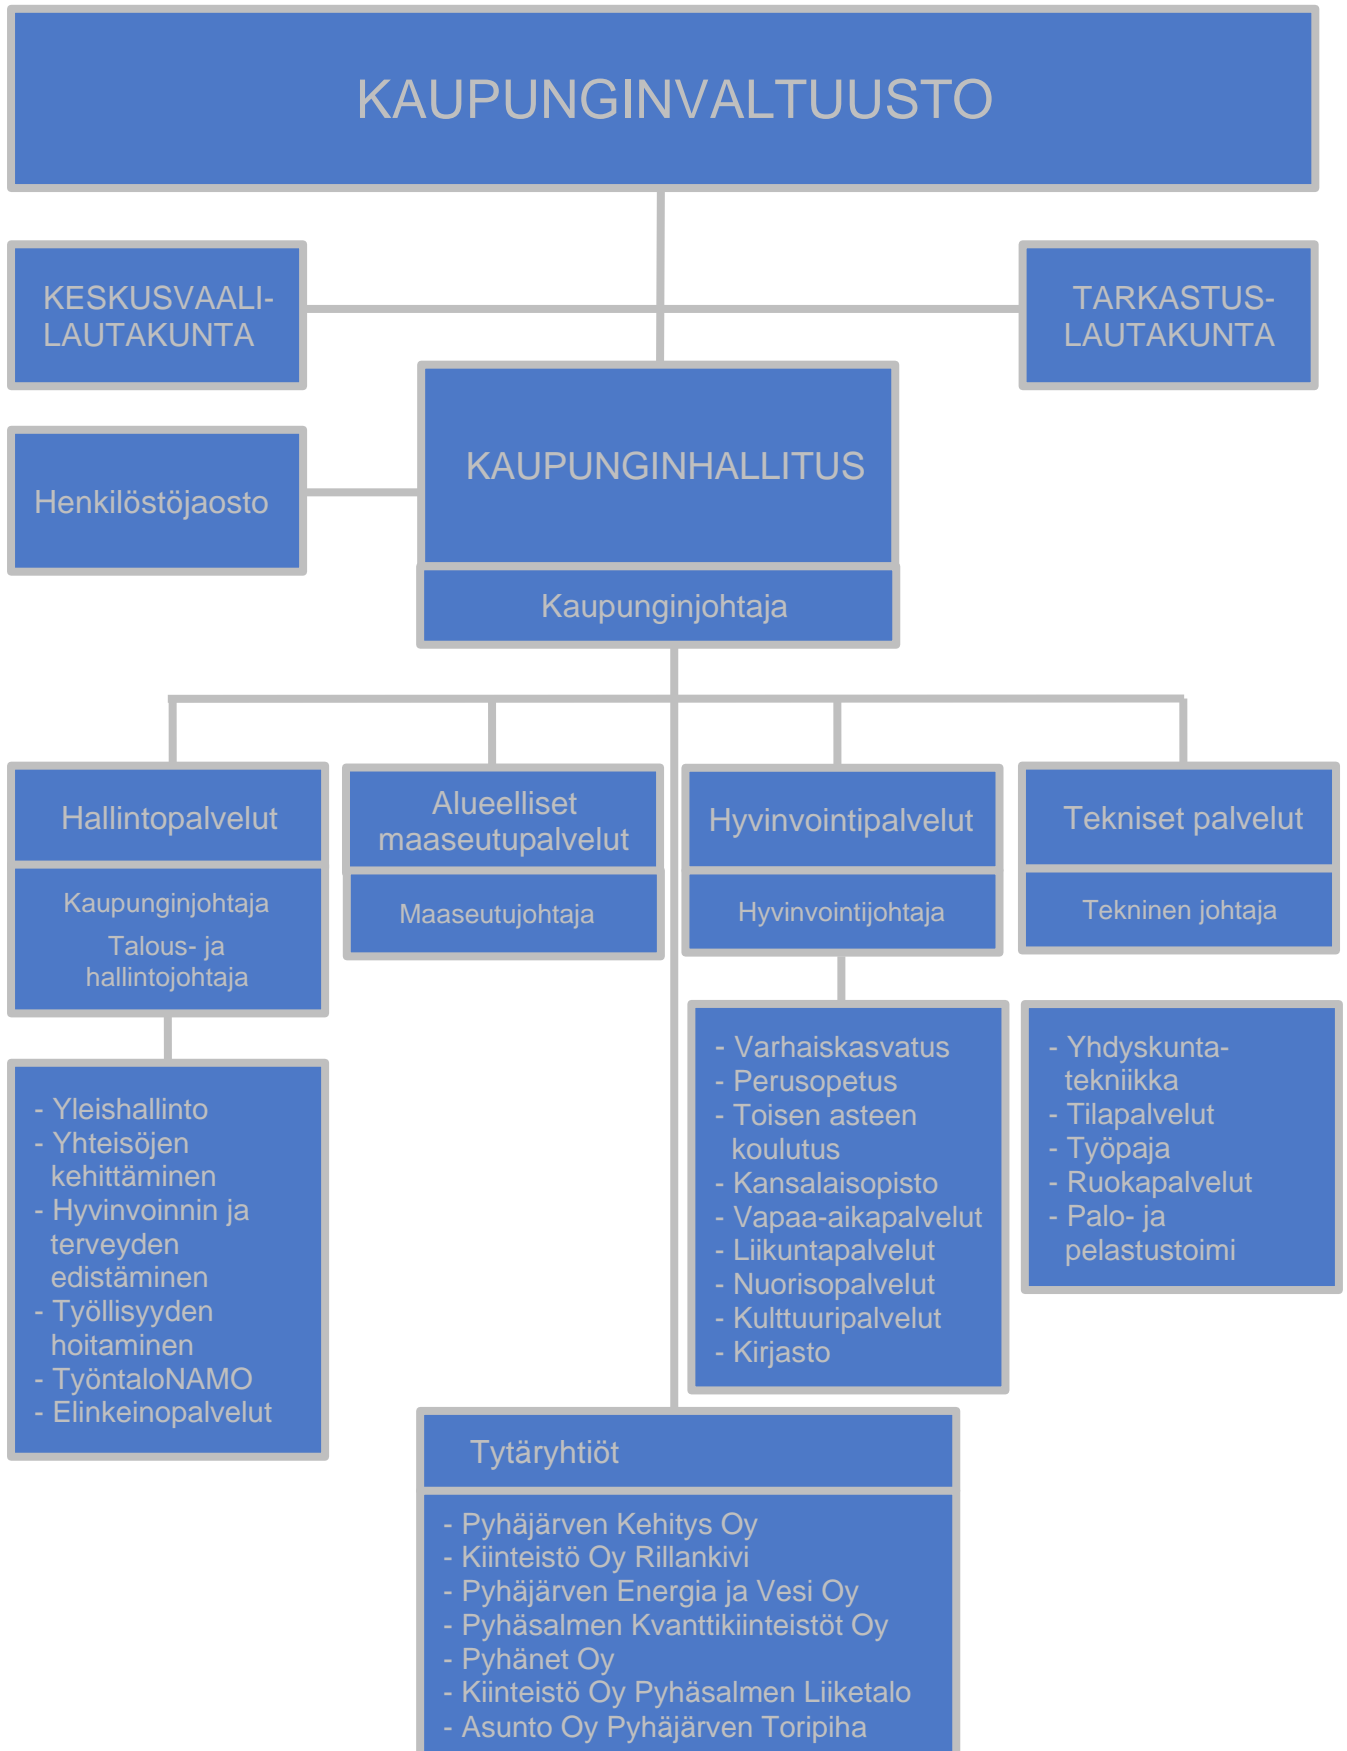 KAUPUNGINVALTUUSTO
KESKUSVAALI-
LAUTAKUNTA
TARKASTUS-
LAUTAKUNTA
KAUPUNGINHALLITUS
Henkilöstöjaosto
Kaupunginjohtaja
Hallintopalvelut
Kaupunginjohtaja
Talous- ja
hallintojohtaja
Alueelliset
maaseutupalvelut
Maaseutujohtaja
Hyvinvointipalvelut
Hyvinvointijohtaja
Tekniset palvelut
Tekninen johtaja
- Yleishallinto
- Yhteisöjen
kehittäminen
- Hyvinvoinnin ja
terveyden
edistäminen
- Työllisyyden
hoitaminen
- TyöntaloNAMO
- Elinkeinopalvelut
- Varhaiskasvatus
- Perusopetus
- Toisen asteen
koulutus
- Kansalaisopisto
- Vapaa-aikapalvelut
- Liikuntapalvelut
- Nuorisopalvelut
- Kulttuuripalvelut
- Kirjasto
- Yhdyskunta-
tekniikka
- Tilapalvelut
- Työpaja
- Ruokapalvelut
- Palo- ja
pelastustoimi
Tytäryhtiöt
- Pyhäjärven Kehitys Oy
- Kiinteistö Oy Rillankivi
- Pyhäjärven Energia ja Vesi Oy
- Pyhäsalmen Kvanttikiinteistöt Oy
- Pyhänet Oy
- Kiinteistö Oy Pyhäsalmen Liiketalo
- Asunto Oy Pyhäjärven Toripiha